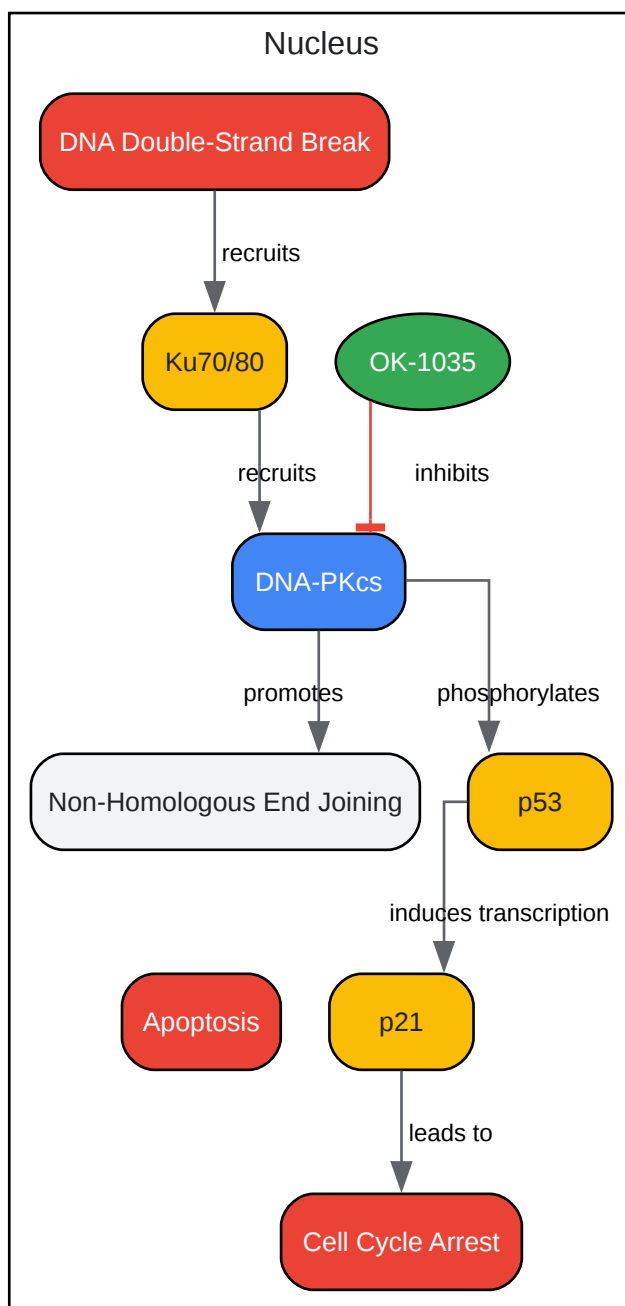 Nucleus
DNA Double-Strand Break
recruits
Ku70/80
OK-1035
recruits
inhibits
DNA-PKcs
promotes
phosphorylates
Non-Homologous End Joining
p53
induces transcription
Apoptosis
p21
leads to
Cell Cycle Arrest